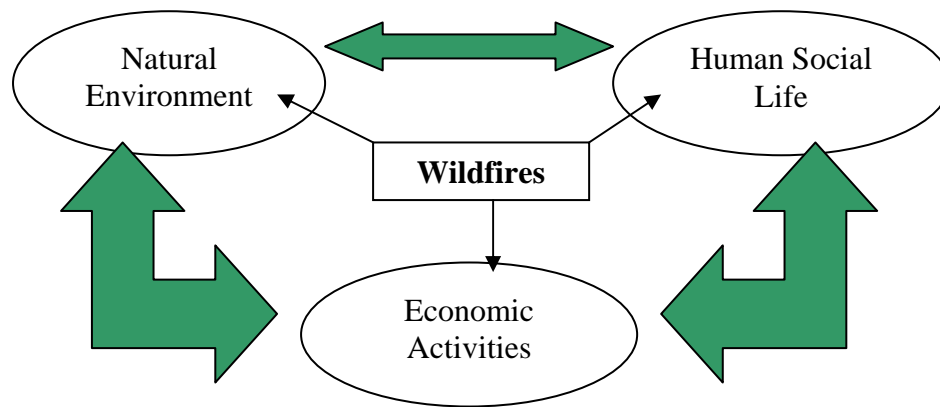 Natural
Environment
Human Social
Life
Wildfires
Economic
Activities